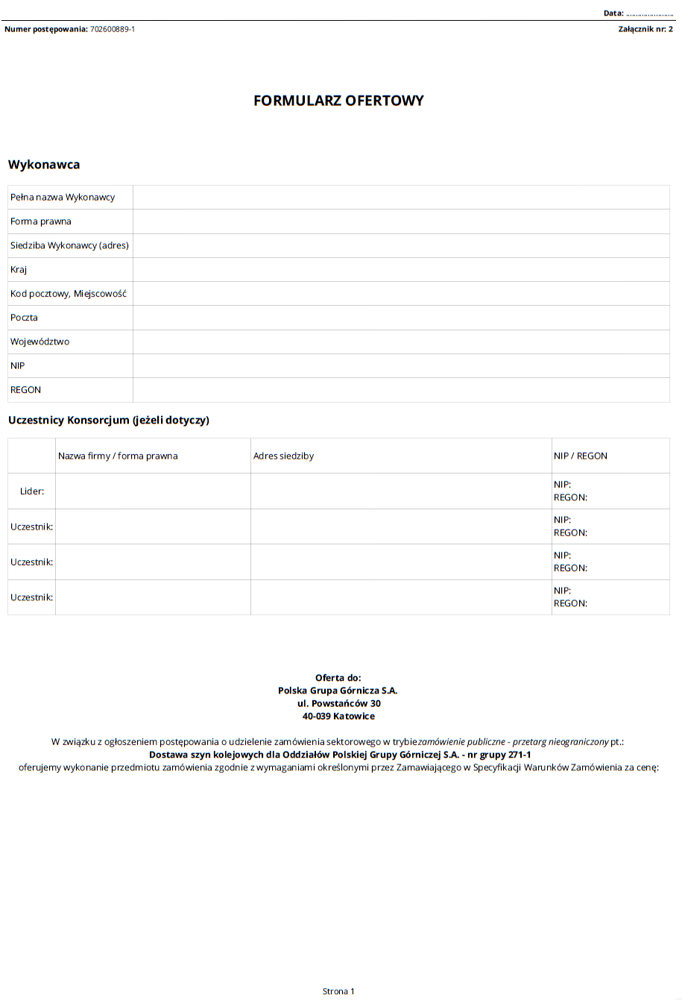 Data: ........................
Numer postępowania: 702600889-1
Załącznik nr: 2
FORMULARZ OFERTOWY
Wykonawca
Pełna nazwa Wykonawcy
Forma prawna
Siedziba Wykonawcy (adres)
Kraj
Kod pocztowy, Miejscowość
Poczta
Województwo
NIP
REGON
Uczestnicy Konsorcjum (jeżeli dotyczy)
Nazwa firmy / forma prawna
Adres siedziby
NIP / REGON
Lider:
NIP:
REGON:
Uczestnik:
NIP:
REGON:
Uczestnik:
NIP:
REGON:
Uczestnik:
NIP:
REGON:
Oferta do:
Polska Grupa Górnicza S.A.
ul. Powstańców 30
40-039 Katowice
W związku z ogłoszeniem postępowania o udzielenie zamówienia sektorowego w trybiezamówienie publiczne - przetarg nieograniczony pt.:
Dostawa szyn kolejowych dla Oddziałów Polskiej Grupy Górniczej S.A. - nr grupy 271-1
oferujemy wykonanie przedmiotu zamówienia zgodnie z wymaganiami określonymi przez Zamawiającego w Specyfikacji Warunków Zamówienia za cenę:
Strona 1